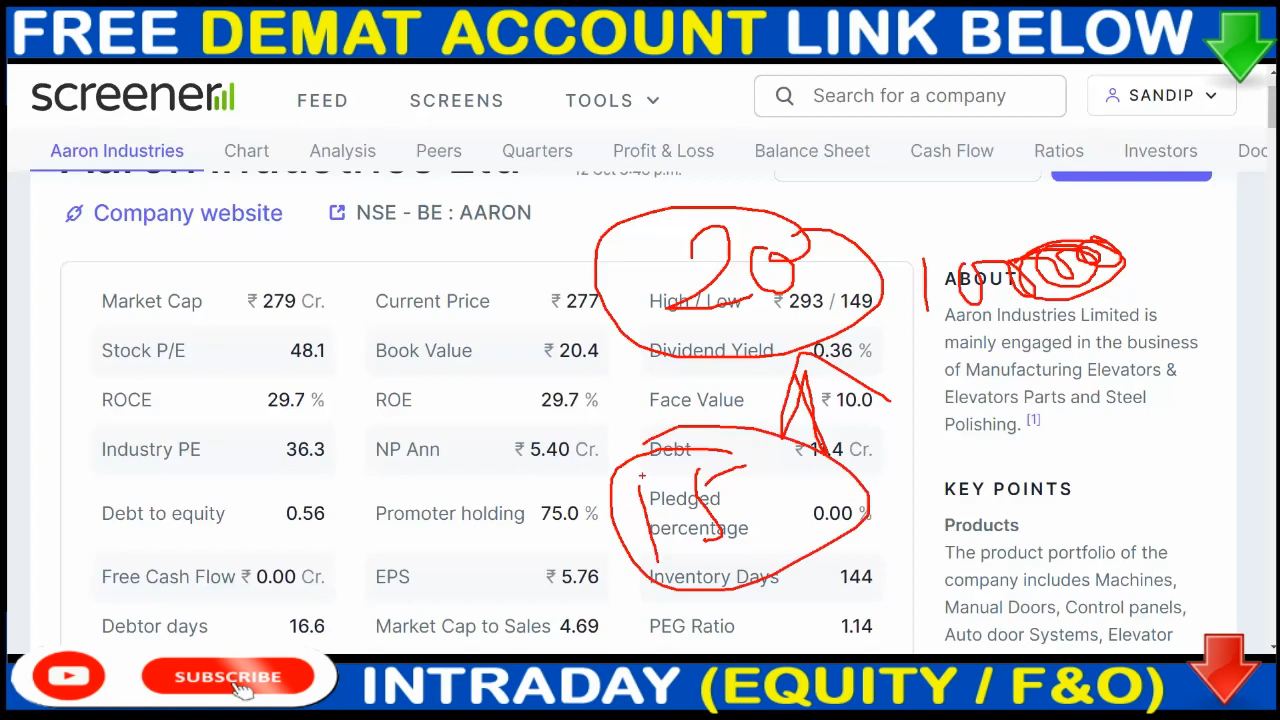 FREE DEMAT ACCOUNT LINK BELOW
screener FEED SCREENS TOOLS Search for a company SANDIP
Aaron Industries Chart Analysis Peers Quarters Profit & Loss Balance Sheet Cash Flow Ratios Investors Doc
Aaron Industries Ltd
Company website NSE - BE : AARON
20
100
Market Cap ₹ 279 Cr. Current Price ₹ 277 High / Low ₹ 293 / 149
Stock P/E 48.1 Book Value ₹ 20.4 Dividend Yield 0.36 %
ROCE 29.7 % ROE 29.7 % Face Value ₹ 10.0
Industry PE 36.3 NP Ann ₹ 5.40 Cr. Debt Cr.
15
Debt to equity 0.56 Promoter holding 75.0 % Pledged percentage 0.00 %
Free Cash Flow ₹ 0.00 Cr. EPS ₹ 5.76 Inventory Days 144
Debtor days 16.6 Market Cap to Sales 4.69 PEG Ratio 1.14
ABOUT
Aaron Industries Limited is
mainly engaged in the business
of Manufacturing Elevators &
Elevators Parts and Steel
Polishing. [1]
KEY POINTS
Products
The product portfolio of the
company includes Machines,
Manual Doors, Control panels,
Auto door Systems, Elevator
SUBSCRIBE
INTRADAY (EQUITY / F&O)